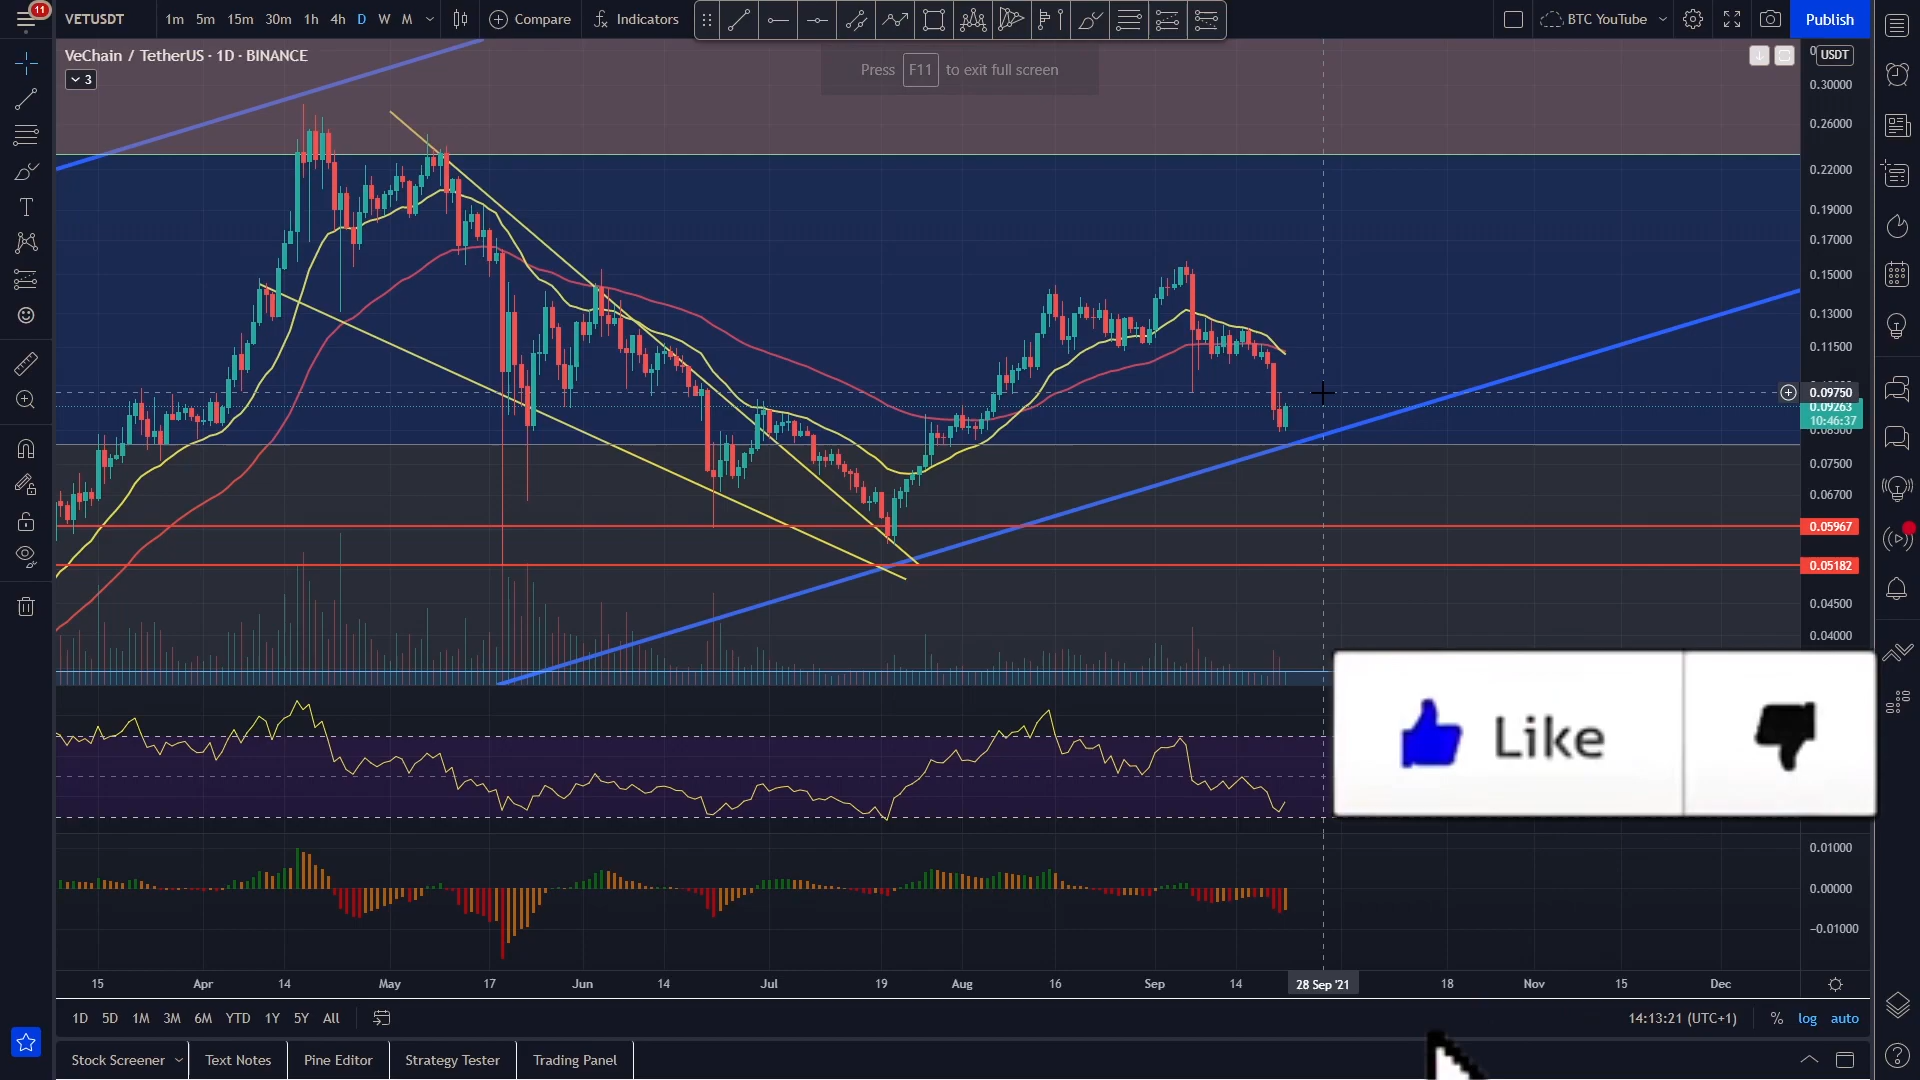 11
VETUSDT 1m 5m 15m 30m 1h 4h D W M Compare Indicators BTC YouTube Publish
VeChain / TetherUS · 1D · BINANCE
3
Press F11 to exit full screen
USDT
0.30000
0.26000
0.22000
0.19000
0.17000
0.15000
0.13000
0.11500
0.09750
0.09263
10:46:37
0.08500
0.07500
0.06700
0.05967
0.05182
0.04500
0.04000
Like
0.01000
0.00000
−0.01000
15 Apr 14 May 17 Jun 14 Jul 19 Aug 16 Sep 14 28 Sep '21 18 Nov 15 Dec
1D 5D 1M 3M 6M YTD 1Y 5Y All 14:13:21 (UTC+1) % log auto
Stock Screener Text Notes Pine Editor Strategy Tester Trading Panel